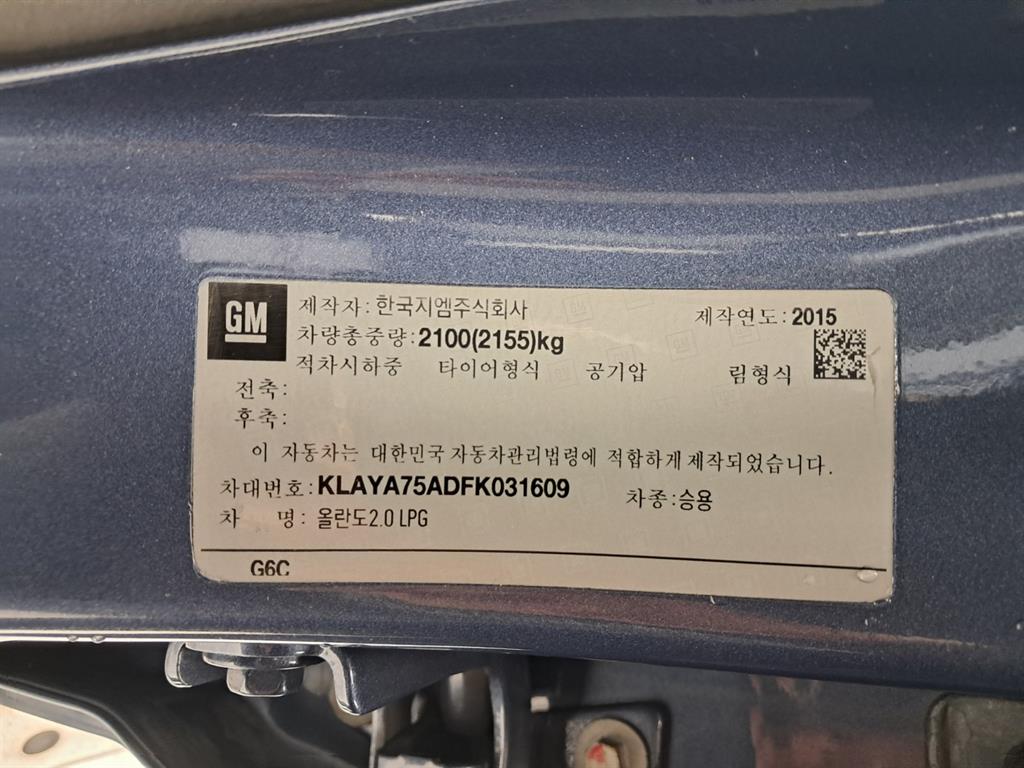 GM
제작자: 한국지엠주식회사 제작연도: 2015
차량총중량: 2100(2155)kg
적차시하중 타이어형식 공기압 림형식
전축:
후축:
이 자동차는 대한민국 자동차관리법령에 적합하게 제작되었습니다.
차대번호: KLAYA75ADFK031609 차종: 승용
차 명: 올란도2.0 LPG
G6C